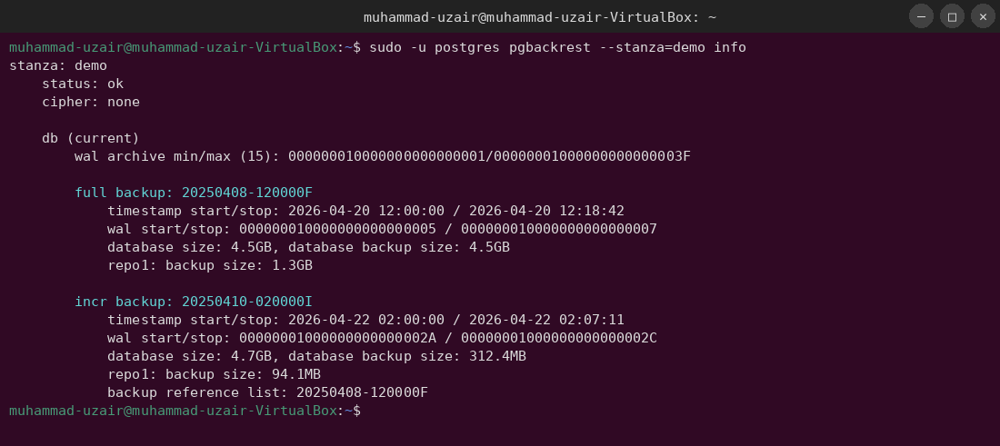 muhammad-uzair@muhammad-uzair-VirtualBox: ~
muhammad-uzair@muhammad-uzair-VirtualBox:~$ sudo -u postgres pgbackrest --stanza=demo info
stanza: demo
    status: ok
    cipher: none

    db (current)
        wal archive min/max (15): 000000010000000000000001/00000001000000000000003F

        full backup: 20250408-120000F
            timestamp start/stop: 2026-04-20 12:00:00 / 2026-04-20 12:18:42
            wal start/stop: 000000010000000000000005 / 000000010000000000000007
            database size: 4.5GB, database backup size: 4.5GB
            repo1: backup size: 1.3GB

        incr backup: 20250410-020000I
            timestamp start/stop: 2026-04-22 02:00:00 / 2026-04-22 02:07:11
            wal start/stop: 00000001000000000000002A / 00000001000000000000002C
            database size: 4.7GB, database backup size: 312.4MB
            repo1: backup size: 94.1MB
            backup reference list: 20250408-120000F
muhammad-uzair@muhammad-uzair-VirtualBox:~$